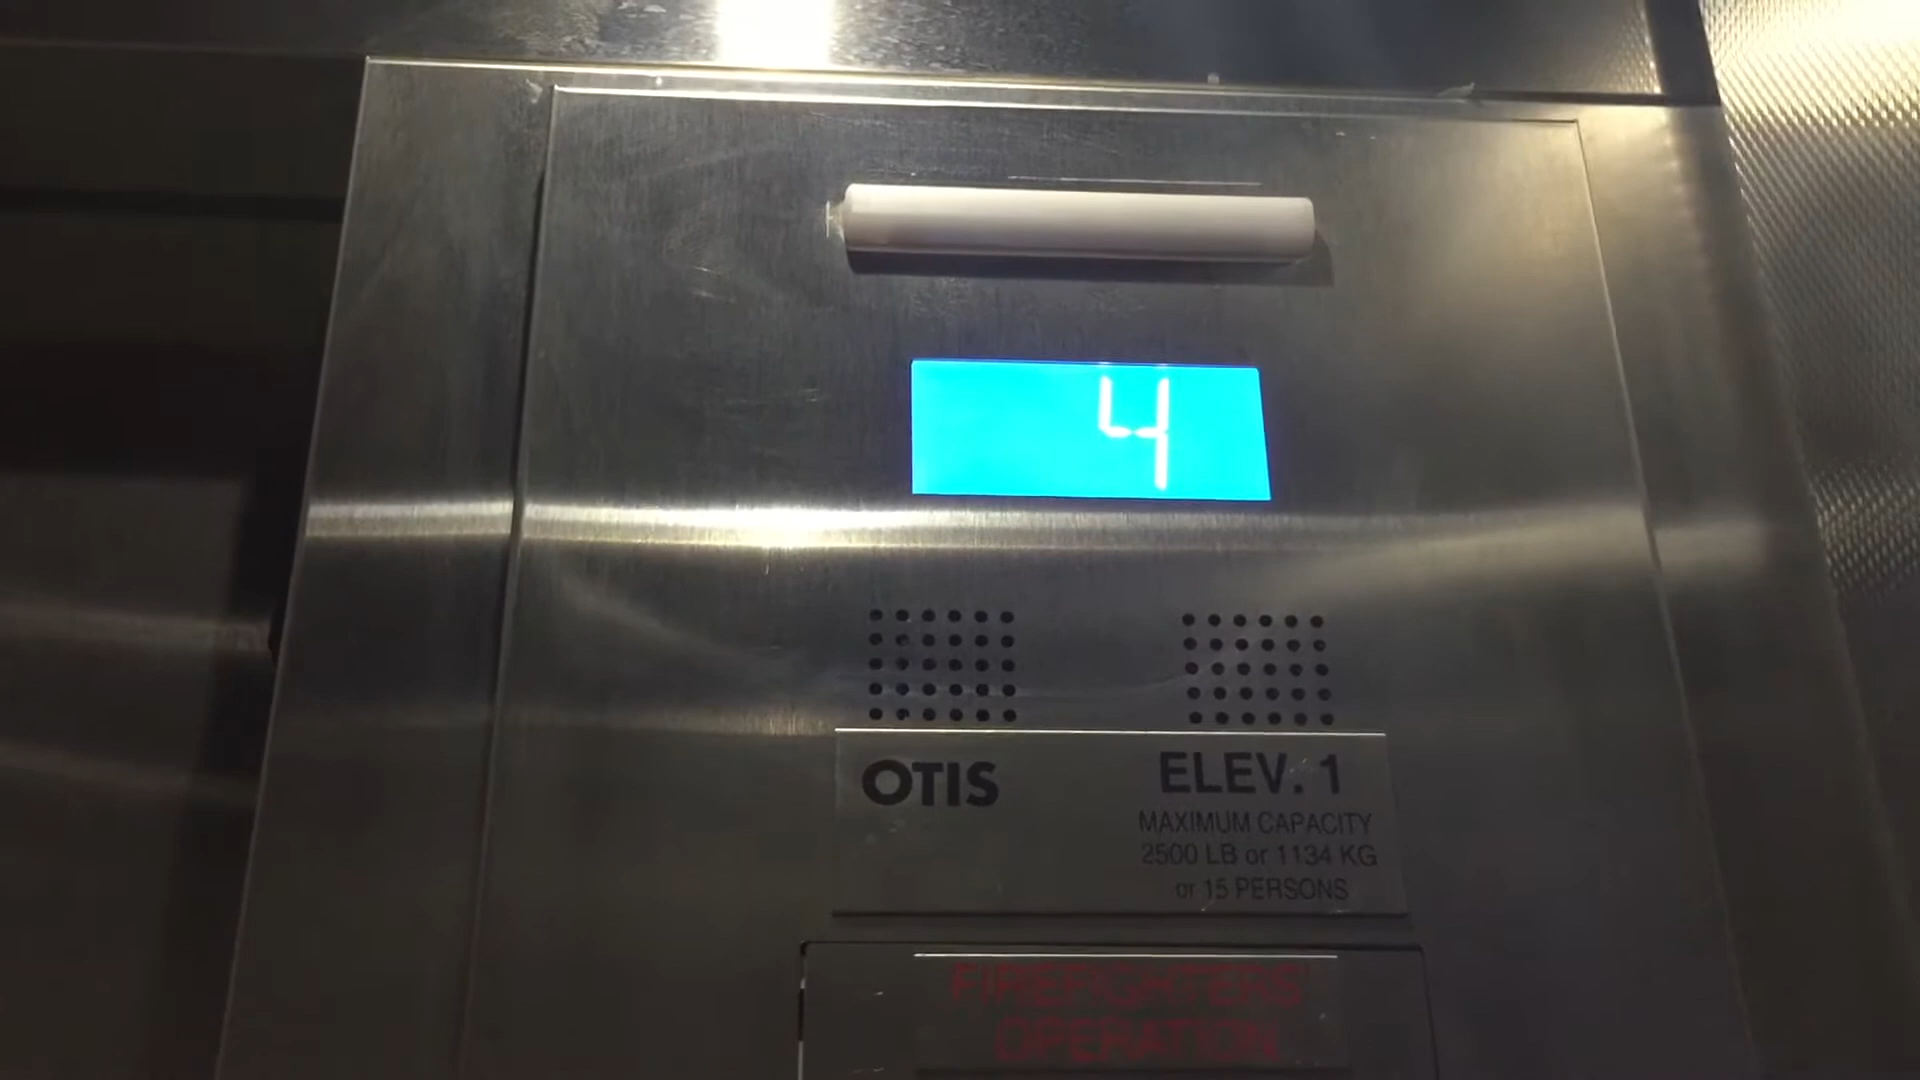 4
OTIS
ELEV. 1
MAXIMUM CAPACITY
2500 LB or 1134 KG
or 15 PERSONS
FIREFIGHTERS'
OPERATION